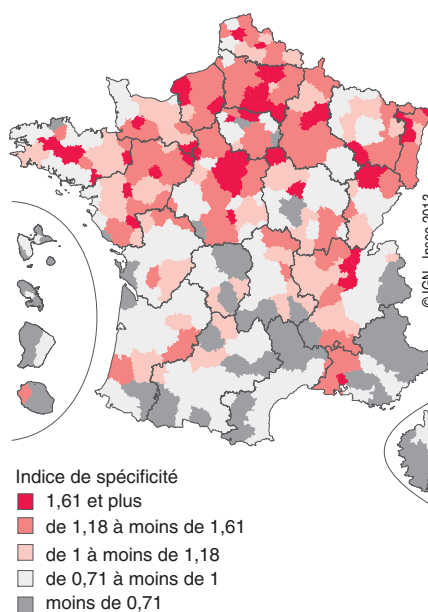 © IGN - Insee 2012
Indice de spécificité
1,61 et plus
de 1,18 à moins de 1,61
de 1 à moins de 1,18
de 0,71 à moins de 1
moins de 0,71